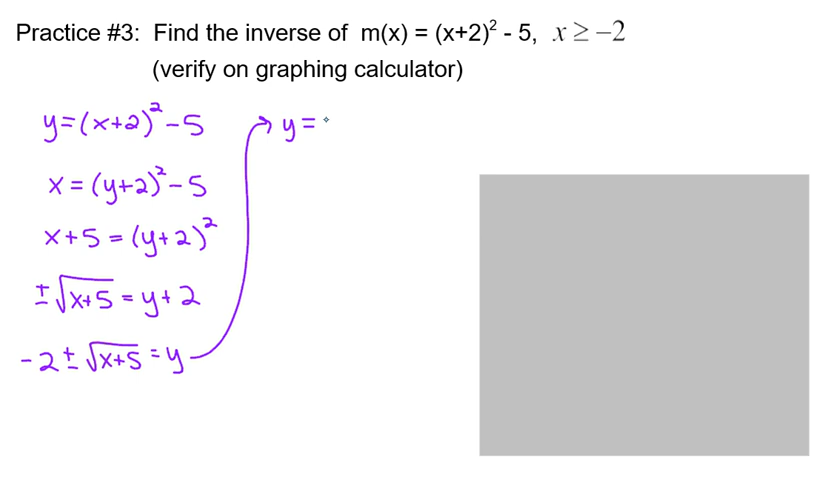 Practice #3: Find the inverse of m(x) = (x+2)² - 5, x ≥ −2
(verify on graphing calculator)
y=(x+2)²-5
x=(y+2)²-5
x+5=(y+2)²
±√x+5 = y+2
-2±√x+5 = y
y=